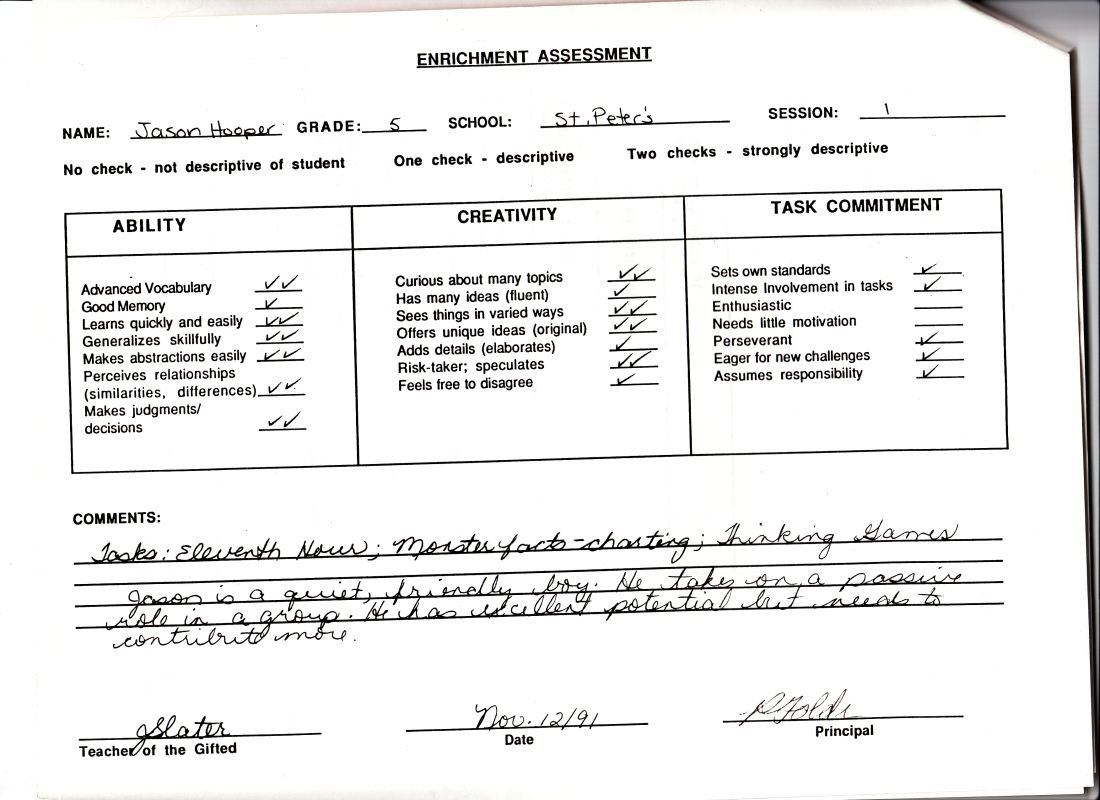 ENRICHMENT ASSESSMENT
NAME: Jason Hooper GRADE: 5 SCHOOL: St. Peter's SESSION: 1
No check - not descriptive of student One check - descriptive Two checks - strongly descriptive
ABILITY
Advanced Vocabulary ✓✓
Good Memory ✓
Learns quickly and easily ✓✓
Generalizes skillfully ✓✓
Makes abstractions easily ✓✓
Perceives relationships
(similarities, differences) ✓✓
Makes judgments/
decisions ✓✓
CREATIVITY
Curious about many topics ✓✓
Has many ideas (fluent) ✓
Sees things in varied ways ✓✓
Offers unique ideas (original) ✓✓
Adds details (elaborates) ✓
Risk-taker; speculates ✓✓
Feels free to disagree ✓
TASK COMMITMENT
Sets own standards ✓
Intense Involvement in tasks ✓
Enthusiastic
Needs little motivation
Perseverant ✓
Eager for new challenges ✓
Assumes responsibility ✓
COMMENTS:
Tasks: Eleventh Hour; Monster facts-charting; Thinking Games
Jason is a quiet, friendly boy. He takes on a passive
role in a group. He has excellent potential but needs to
contribute more.
JSlater
Teacher of the Gifted
Nov. 12/91
Date
Principal